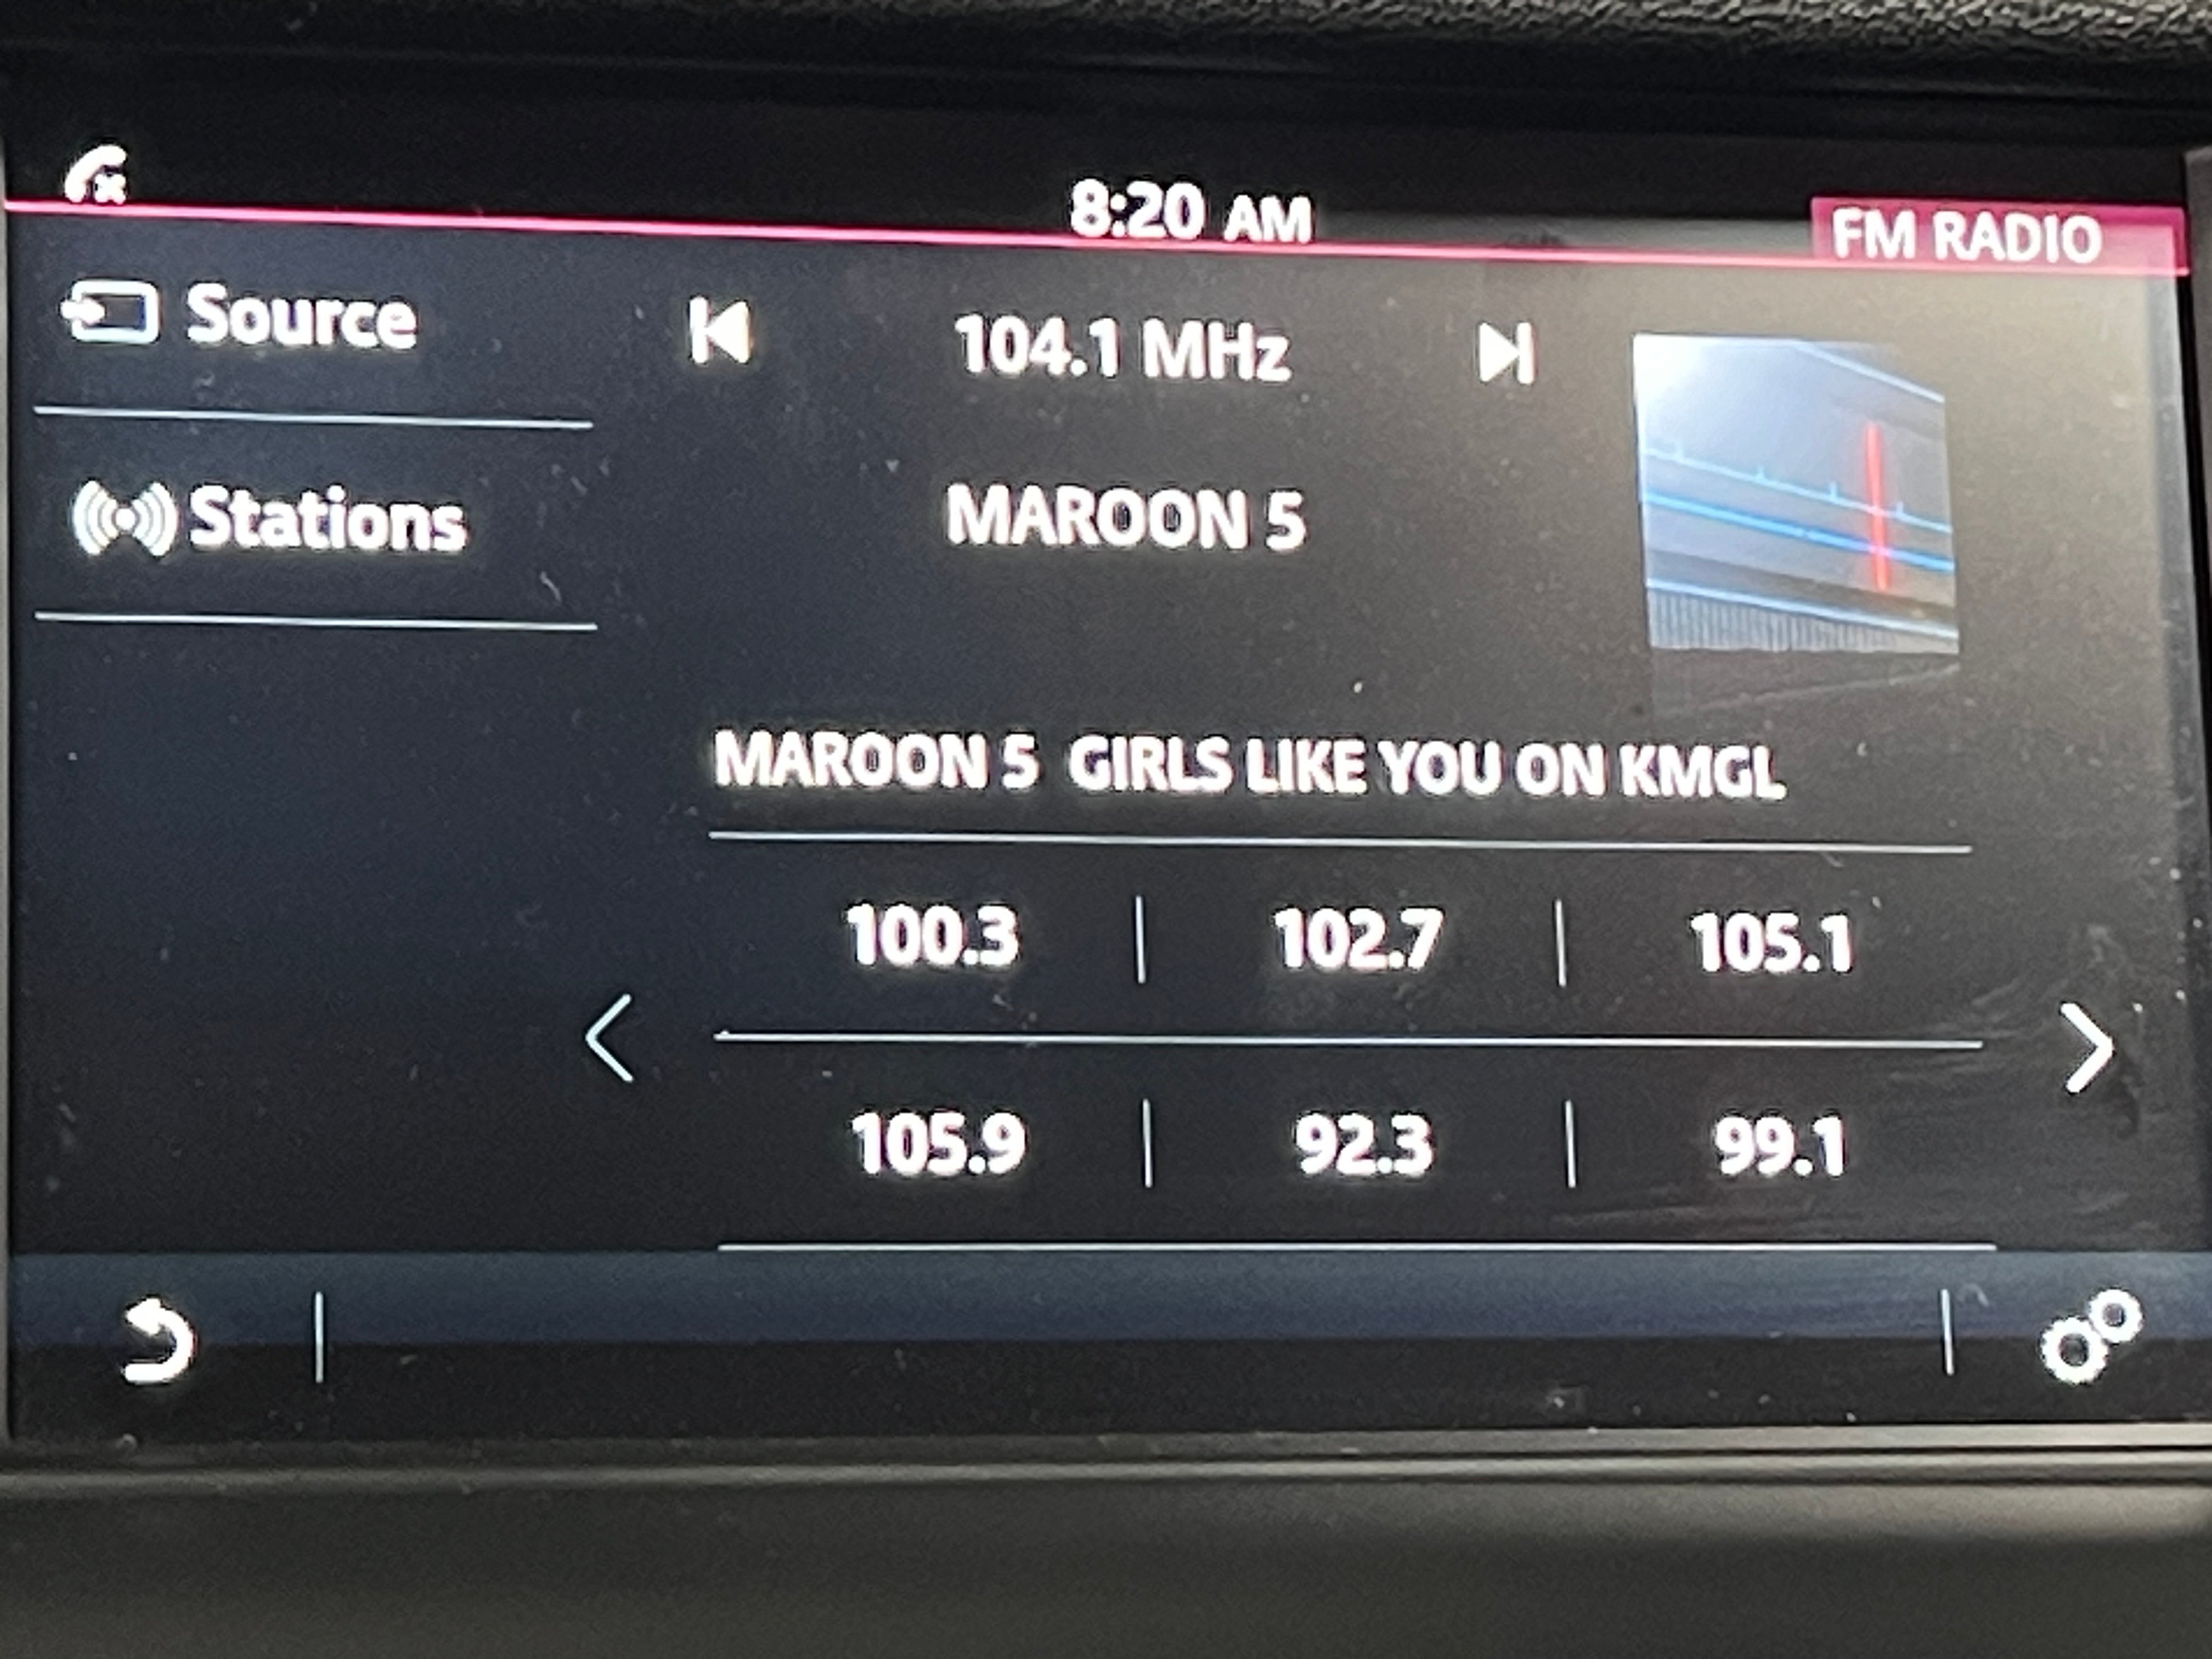 8:20 AM
FM RADIO
Source
104.1 MHz
Stations
MAROON 5
MAROON 5 GIRLS LIKE YOU ON KMGL
100.3 102.7 105.1
105.9 92.3 99.1